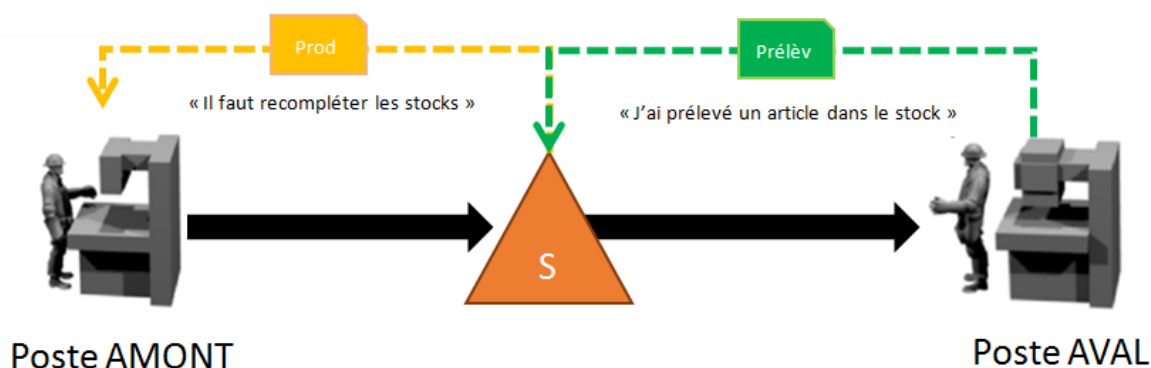 Prod
Prélèv
« Il faut recompléter les stocks »
« J’ai prélevé un article dans le stock »
S
Poste AMONT
Poste AVAL